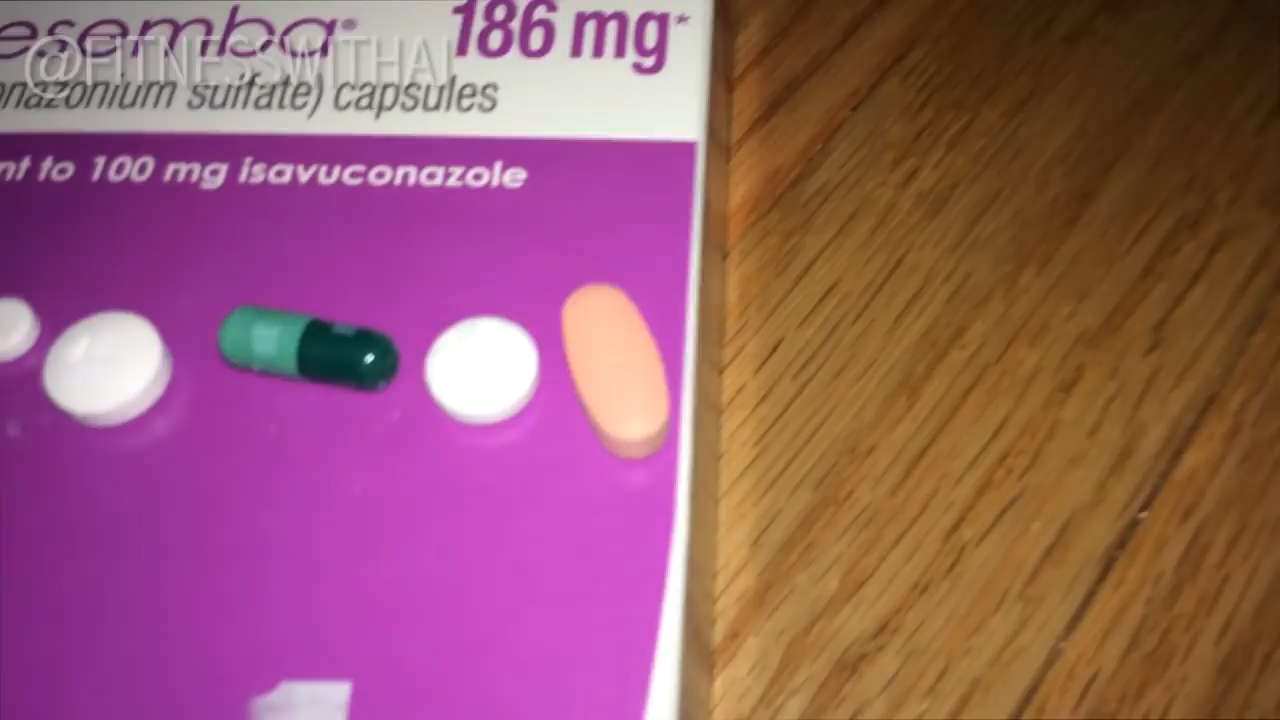 esemba® 186 mg*
@FITNESSWITHAI
onazonium sulfate) capsules
nt to 100 mg isavuconazole